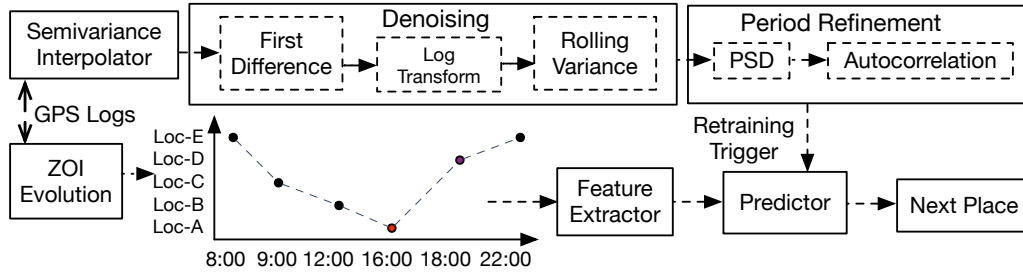 Semivariance
Interpolator
Denoising
First
Difference
Log
Transform
Rolling
Variance
Period Refinement
PSD
Autocorrelation
GPS Logs
ZOI
Evolution
Loc-E
Loc-D
Loc-C
Loc-B
Loc-A
8:00 9:00 12:00 16:00 18:00 22:00
Feature
Extractor
Retraining
Trigger
Predictor
Next Place